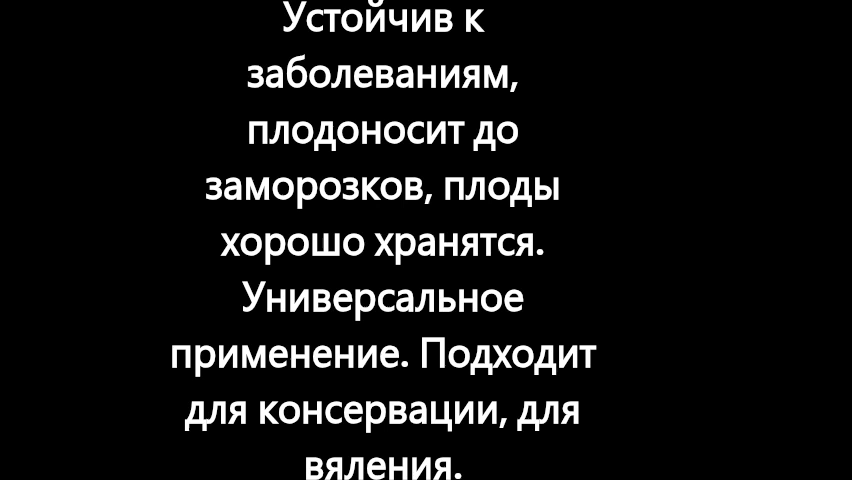 Устойчив к
заболеваниям,
плодоносит до
заморозков, плоды
хорошо хранятся.
Универсальное
применение. Подходит
для консервации, для
вяления.